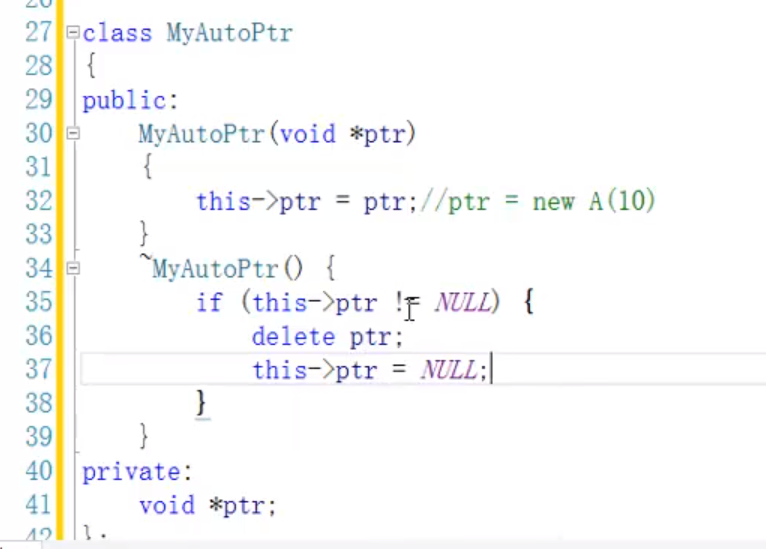 26
27 class MyAutoPtr
28 {
29 public:
30 MyAutoPtr(void *ptr)
31 {
32 this->ptr = ptr;//ptr = new A(10)
33 }
34 ~MyAutoPtr() {
35 if (this->ptr != NULL) {
36 delete ptr;
37 this->ptr = NULL;
38 }
39 }
40 private:
41 void *ptr;
42 };